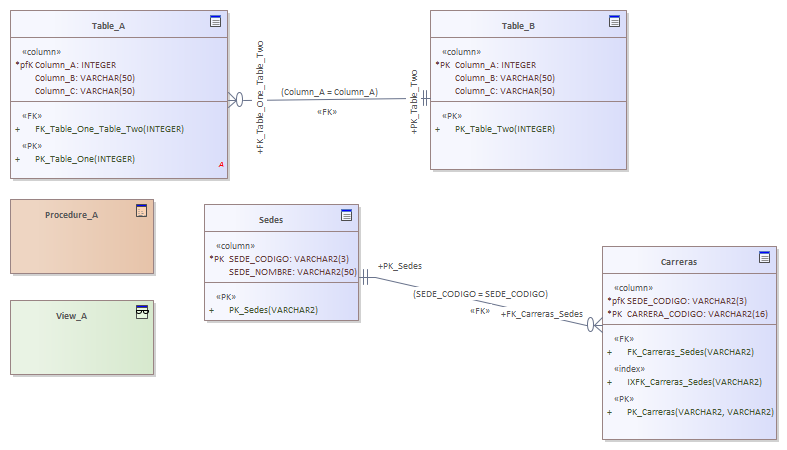 Table_A
«column»
*pfK Column_A: INTEGER
Column_B: VARCHAR(50)
Column_C: VARCHAR(50)
«FK»
+ FK_Table_One_Table_Two(INTEGER)
«PK»
+ PK_Table_One(INTEGER)
A
+FK_Table_One_Table_Two
(Column_A = Column_A)
«FK»
+PK_Table_Two
Table_B
«column»
*PK Column_A: INTEGER
Column_B: VARCHAR(50)
Column_C: VARCHAR(50)
«PK»
+ PK_Table_Two(INTEGER)
Procedure_A
View_A
Sedes
«column»
*PK SEDE_CODIGO: VARCHAR2(3)
SEDE_NOMBRE: VARCHAR2(50)
«PK»
+ PK_Sedes(VARCHAR2)
+PK_Sedes
(SEDE_CODIGO = SEDE_CODIGO)
«FK»
+FK_Carreras_Sedes
Carreras
«column»
*pfK SEDE_CODIGO: VARCHAR2(3)
*PK CARRERA_CODIGO: VARCHAR2(16)
«FK»
+ FK_Carreras_Sedes(VARCHAR2)
«index»
+ IXFK_Carreras_Sedes(VARCHAR2)
«PK»
+ PK_Carreras(VARCHAR2, VARCHAR2)